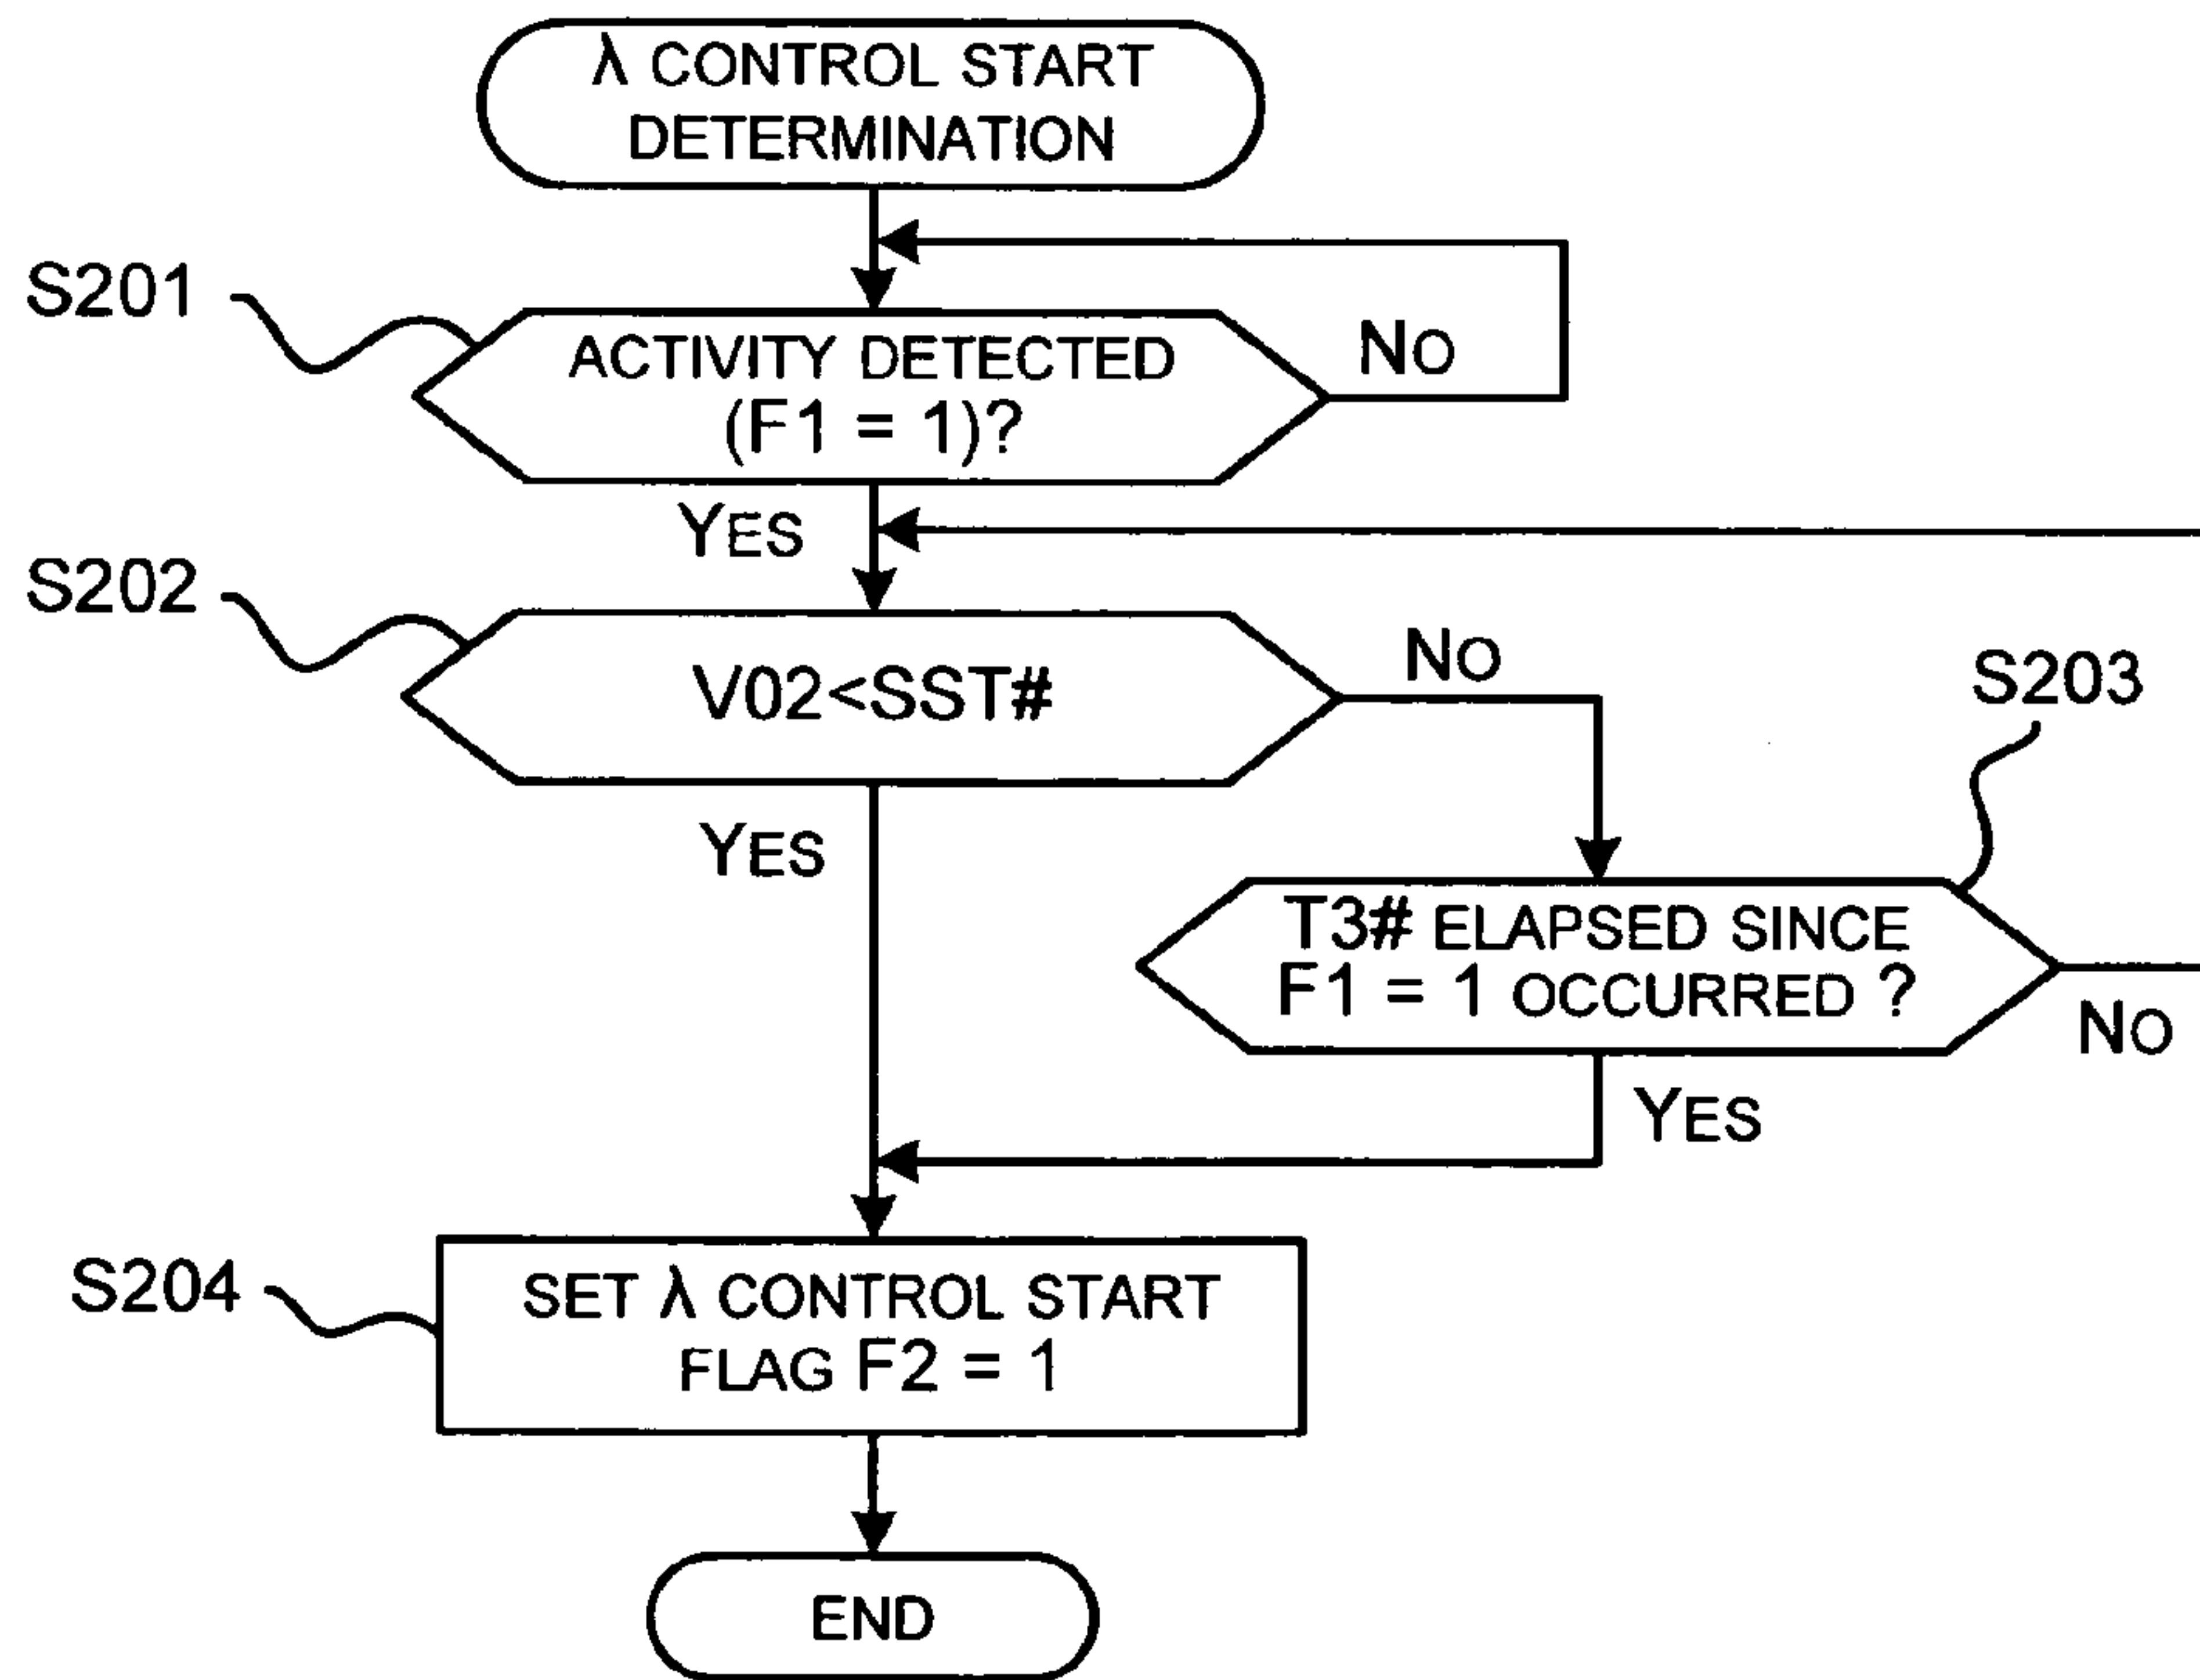 λ CONTROL START
DETERMINATION
S201
ACTIVITY DETECTED
(F1 = 1)?
NO
YES
S202
V02<SST#
NO
S203
YES
T3# ELAPSED SINCE
F1 = 1 OCCURRED ?
NO
YES
S204
SET λ CONTROL START
FLAG F2 = 1
END